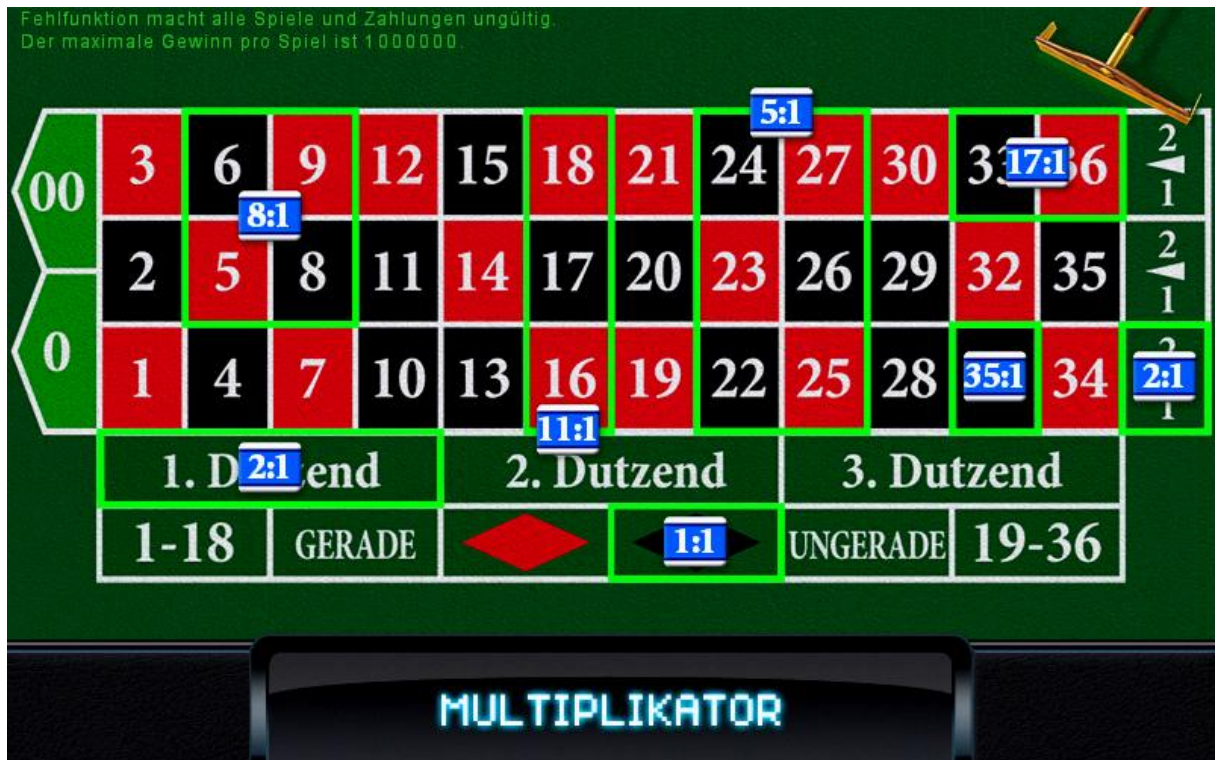 Fehlfunktion macht alle Spiele und Zahlungen ungültig.
Der maximale Gewinn pro Spiel ist 1000000.
5:1
00 3 6 9 12 15 18 21 24 27 30 17:1 2 1
8:1
2 5 8 11 14 17 20 23 26 29 32 35 2 1
0 1 4 7 10 13 16 19 22 25 28 35:1 34 2:1
11:1
1. 2:1 2. Dutzend 3. Dutzend
1-18 GERADE 1:1 UNGERADE 19-36
MULTIPLIKATOR